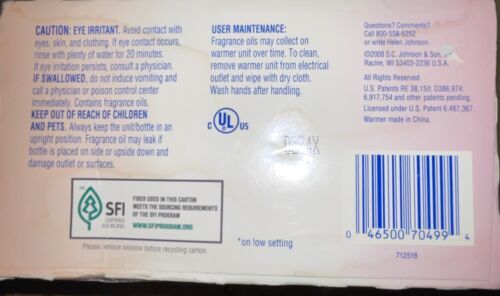 CAUTION: EYE IRRITANT. Avoid contact with
eyes, skin, and clothing. If eye contact occurs,
rinse with plenty of water for 20 minutes.
If eye irritation persists, consult a physician.
IF SWALLOWED, do not induce vomiting and
call a physician or poison control center
immediately. Contains fragrance oils.
KEEP OUT OF REACH OF CHILDREN
AND PETS. Always keep the unit/bottle in an
upright position. Fragrance oil may leak if
bottle is placed on side or upside down and
damage outlet or surfaces.
SFI
CERTIFIED
SOURCING
FIBER USED IN THIS CARTON
MEETS THE SOURCING REQUIREMENTS
OF THE SFI PROGRAM
WWW.SFIPROGRAM.ORG
Please remove window before recycling carton.
USER MAINTENANCE:
Fragrance oils may collect on
warmer unit over time. To clean,
remove warmer unit from electrical
outlet and wipe with dry cloth.
Wash hands after handling.
C UL US
*on low setting
Questions? Comments?
Call 800-558-5252
or write Helen Johnson.
©2008 S.C. Johnson & Son, Inc.
Racine, WI 53403-2236 U.S.A.
All Rights Reserved.
U.S. Patents RE 38,150; D386,974;
6,917,754 and other patents pending.
Licensed under U.S. Patent 6,487,367.
Warmer made in China.
0 46500 70499 4
712518